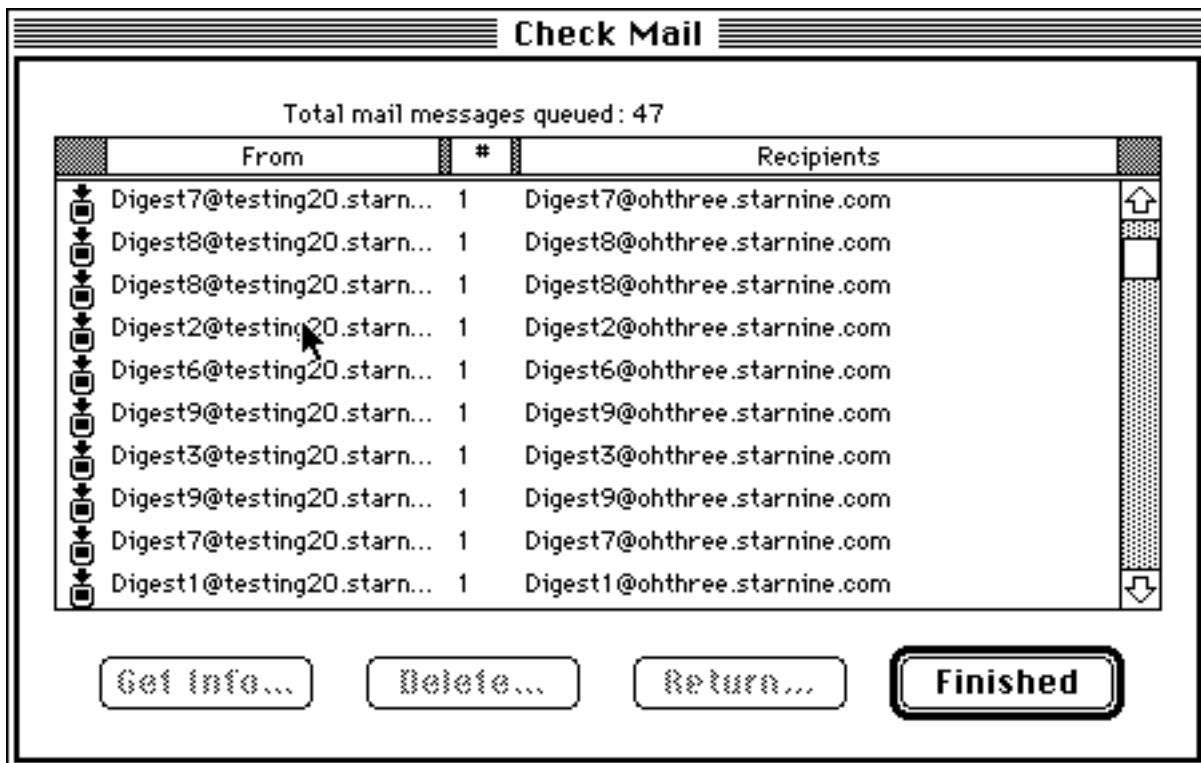 Check Mail
Total mail messages queued: 47
From # Recipients
Digest7@testing20.starn... 1 Digest7@ohthree.starnine.com
Digest8@testing20.starn... 1 Digest8@ohthree.starnine.com
Digest8@testing20.starn... 1 Digest8@ohthree.starnine.com
Digest2@testing20.starn... 1 Digest2@ohthree.starnine.com
Digest6@testing20.starn... 1 Digest6@ohthree.starnine.com
Digest9@testing20.starn... 1 Digest9@ohthree.starnine.com
Digest3@testing20.starn... 1 Digest3@ohthree.starnine.com
Digest9@testing20.starn... 1 Digest9@ohthree.starnine.com
Digest7@testing20.starn... 1 Digest7@ohthree.starnine.com
Digest1@testing20.starn... 1 Digest1@ohthree.starnine.com
Get Info... Delete... Return... Finished